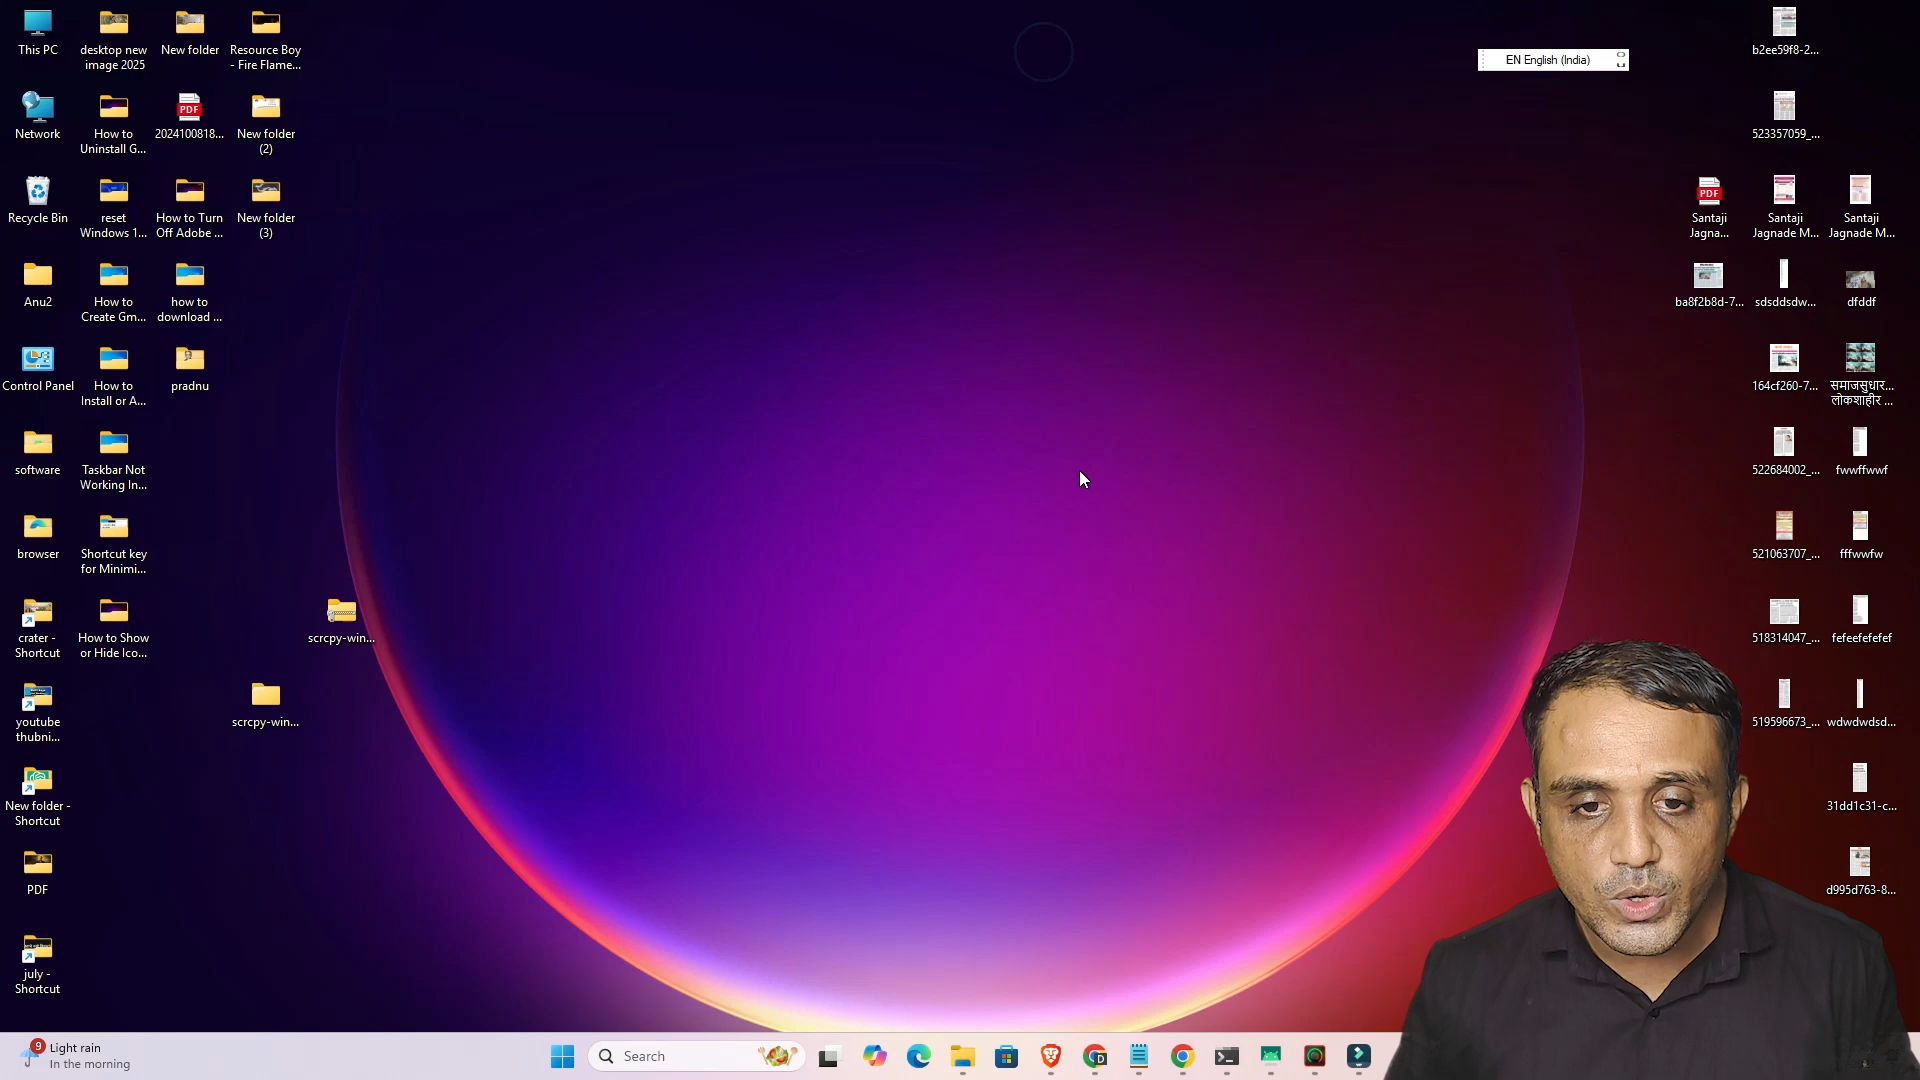 This PC
desktop new
image 2025
New folder
Resource Boy
- Fire Flame...
Network
How to
Uninstall G...
PDF
2024100818...
New folder
(2)
Recycle Bin
reset
Windows 1...
How to Turn
Off Adobe ...
New folder
(3)
Anu2
How to
Create Gm...
how to
download ...
Control Panel
How to
Install or A...
pradnu
software
Taskbar Not
Working In...
browser
Shortcut key
for Minimi...
crater -
Shortcut
How to Show
or Hide Ico...
scrcpy-win...
youtube
thubni...
scrcpy-win...
New folder -
Shortcut
PDF
july -
Shortcut
EN English (India)
b2ee59f8-2...
523357059_...
PDF
Santaji
Jagna...
Santaji
Jagnade M...
Santaji
Jagnade M...
ba8f2b8d-7...
sdsddsdw...
dfddf
164cf260-7...
समाजसुधार...
लोकशाहीर ...
522684002_...
fwwffwwf
521063707_...
fffwwfw
518314047_...
fefeefefefef
519596673_...
wdwdwdsd...
31dd1c31-c...
d995d763-8...
9
Light rain
In the morning
Search
D